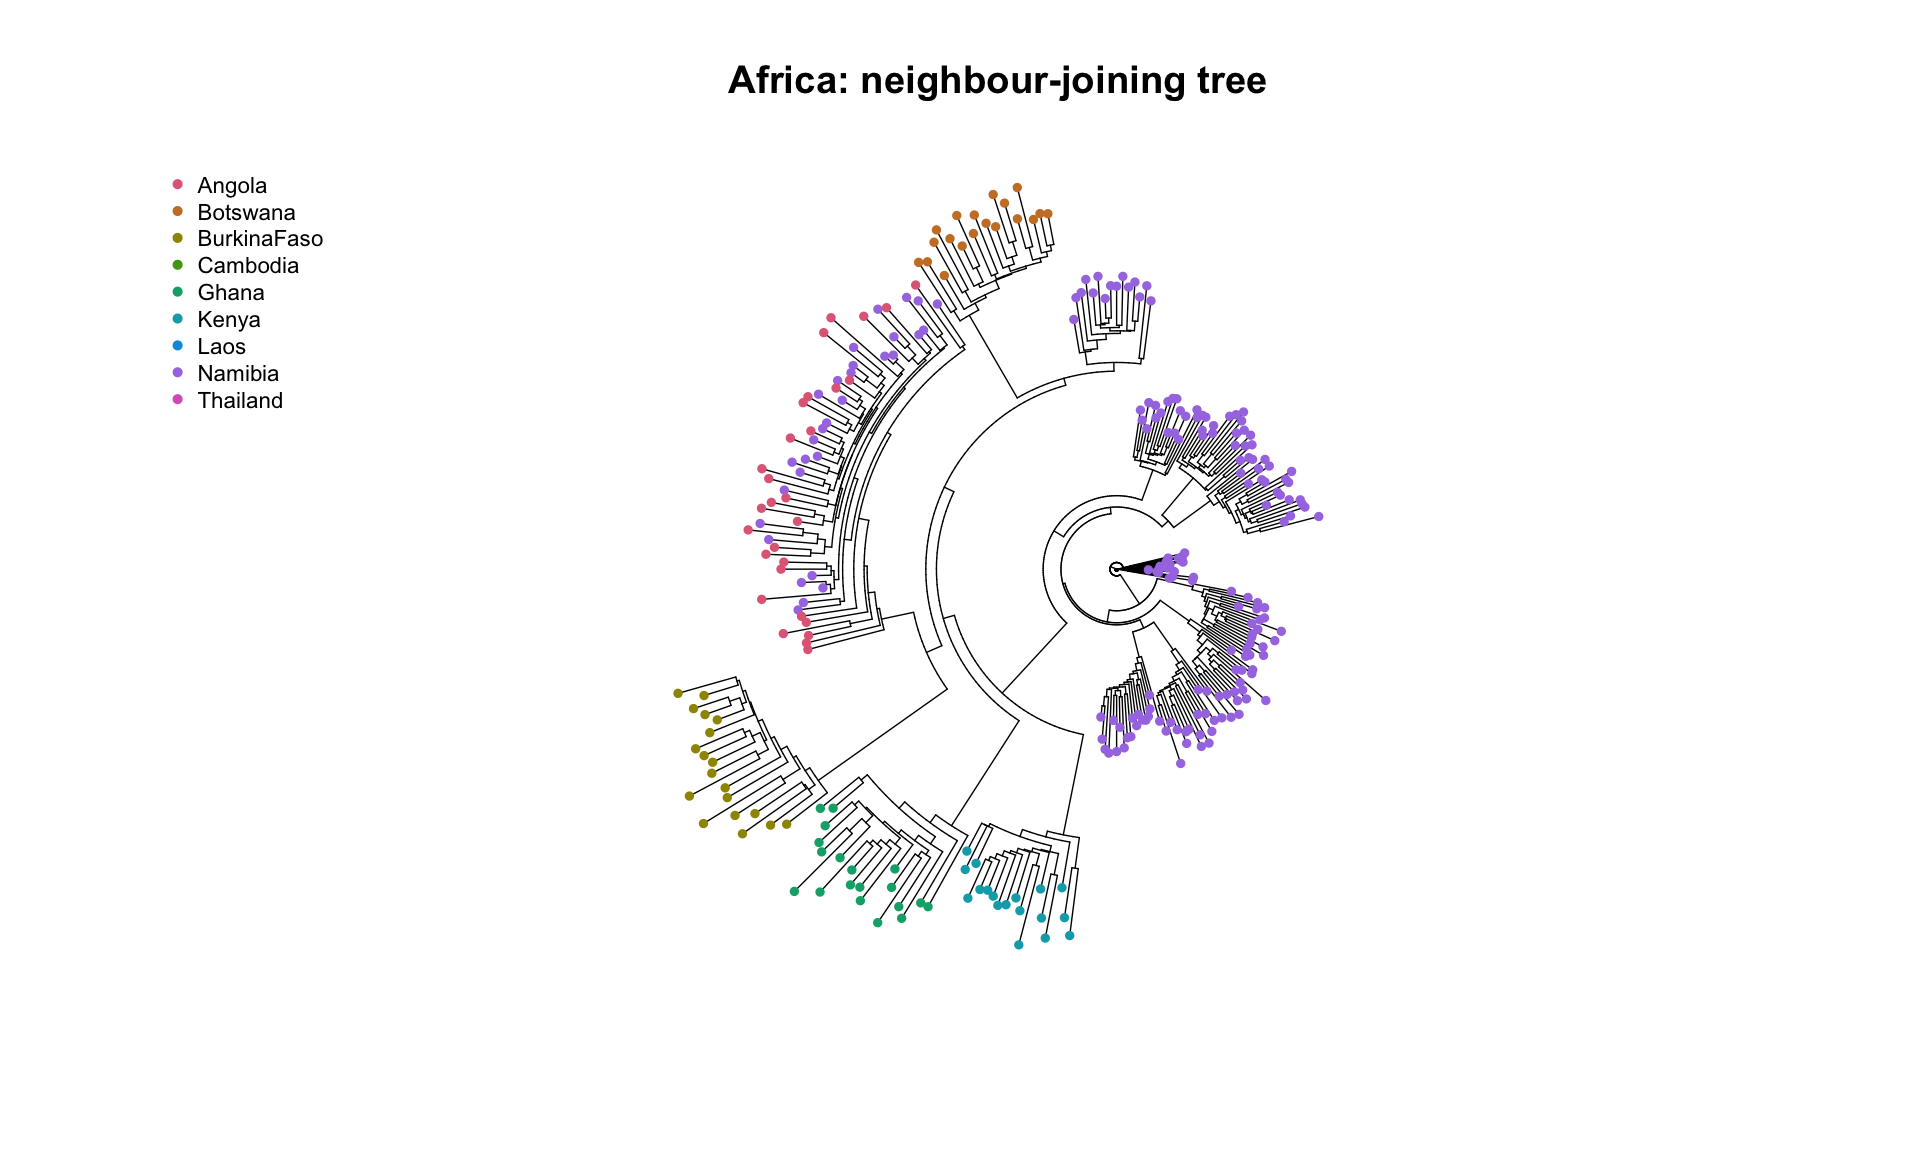 Africa: neighbour-joining tree
Angola
Botswana
BurkinaFaso
Cambodia
Ghana
Kenya
Laos
Namibia
Thailand